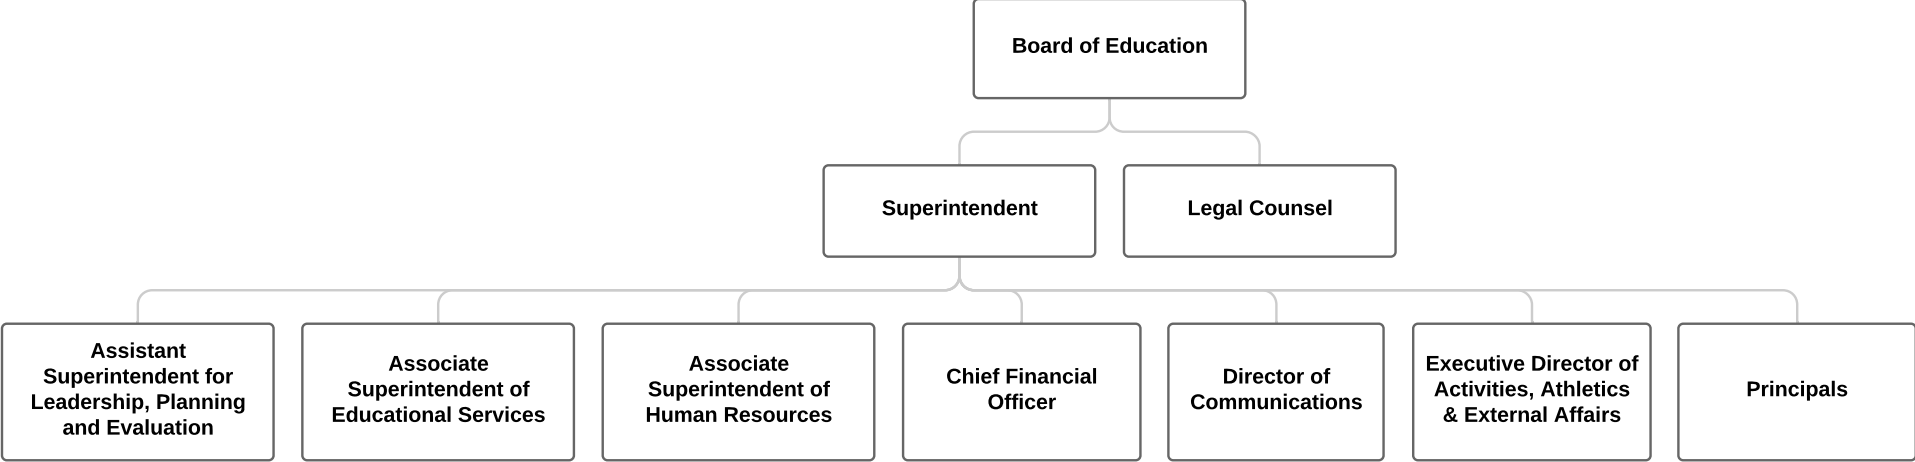 Board of Education
Superintendent
Legal Counsel
Assistant
Superintendent for
Leadership, Planning
and Evaluation
Associate
Superintendent of
Educational Services
Associate
Superintendent of
Human Resources
Chief Financial
Officer
Director of
Communications
Executive Director of
Activities, Athletics
& External Affairs
Principals